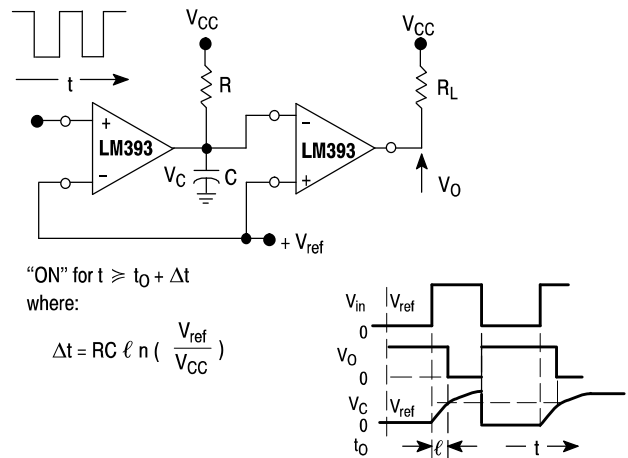 VCC
VCC
R
RL
t
+
LM393
−
VC
C
−
LM393
+
VO
+ Vref
"ON" for t ⩾ tO + Δt
where:
Δt = RC ℓ n ( Vref / VCC )
Vin
Vref
0
VO
0
VC
Vref
0
tO
ℓ
t